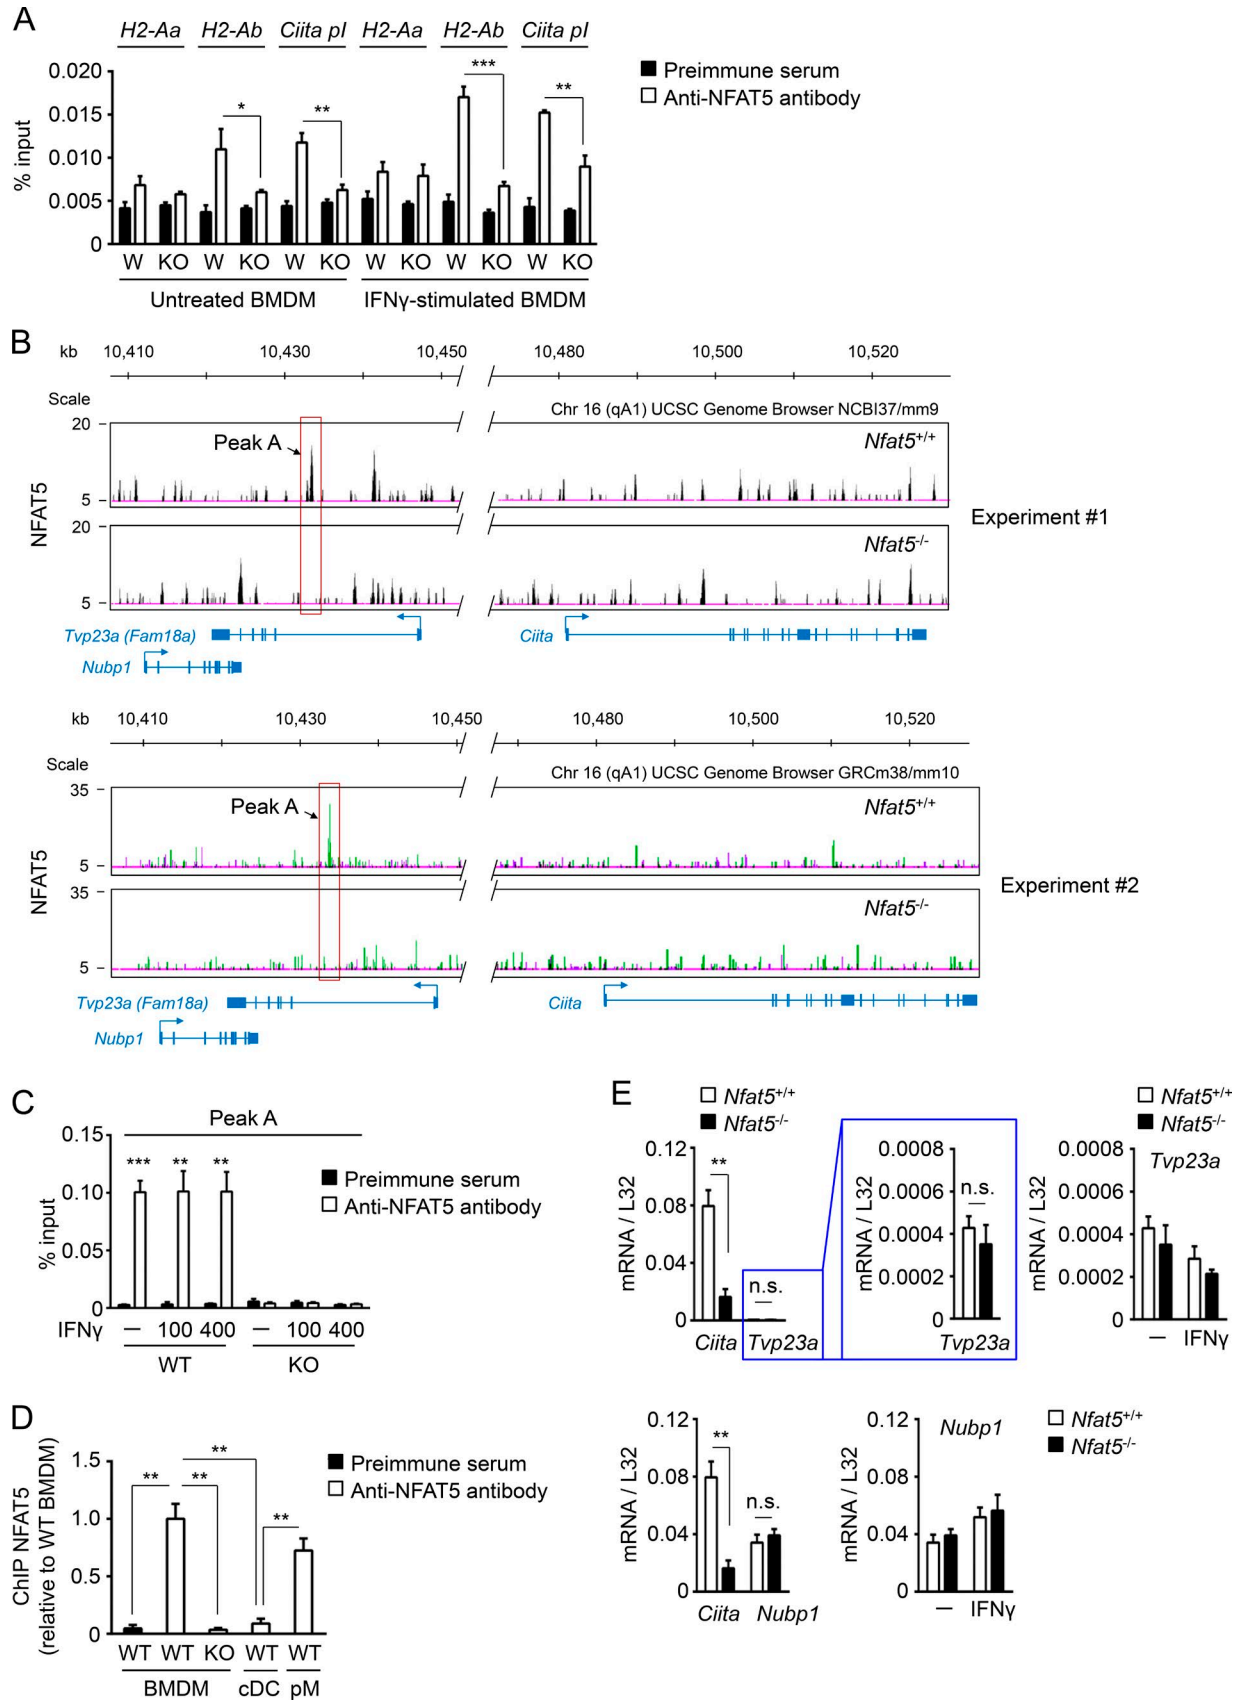 A
H2-Aa H2-Ab Ciita pI H2-Aa H2-Ab Ciita pI
0.020
0.015
0.010
0.005
0
% input
* ** *** **
Preimmune serum
Anti-NFAT5 antibody
W KO W KO W KO W KO W KO W KO
Untreated BMDM IFNγ-stimulated BMDM
B
kb 10,410 10,430 10,450 10,480 10,500 10,520
Scale
Chr 16 (qA1) UCSC Genome Browser NCBI37/mm9
20
Peak A
Nfat5+/+
5
NFAT5
20
Nfat5-/-
5
Experiment #1
Tvp23a (Fam18a)
Ciita
Nubp1
kb 10,410 10,430 10,450 10,480 10,500 10,520
Scale
Chr 16 (qA1) UCSC Genome Browser GRCm38/mm10
35
Peak A
Nfat5+/+
5
NFAT5
35
Nfat5-/-
5
Experiment #2
Tvp23a (Fam18a)
Ciita
Nubp1
C
Peak A
0.15
0.10
0.05
0
% input
*** ** **
Preimmune serum
Anti-NFAT5 antibody
IFNγ — 100 400 — 100 400
WT KO
D
1.5
1.0
0.5
0
ChIP NFAT5
(relative to WT BMDM)
** ** ** **
Preimmune serum
Anti-NFAT5 antibody
WT WT KO WT WT
BMDM cDC pM
E
Nfat5+/+
Nfat5-/-
0.12
0.08
0.04
0
mRNA / L32
**
n.s.
Ciita Tvp23a
0.0008
0.0006
0.0004
0.0002
0
mRNA / L32
n.s.
Tvp23a
Nfat5+/+
Nfat5-/-
0.0008
0.0006
0.0004
0.0002
0
mRNA / L32
Tvp23a
— IFNγ
0.12
0.08
0.04
0
mRNA / L32
**
n.s.
Ciita Nubp1
0.12
0.08
0.04
0
mRNA / L32
Nubp1
— IFNγ
Nfat5+/+
Nfat5-/-